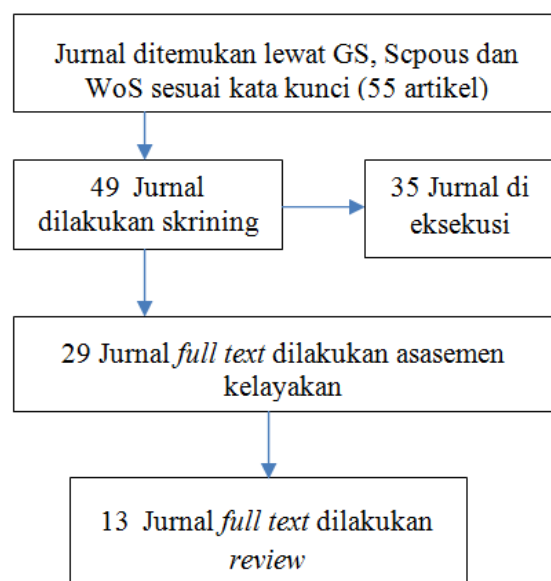 Jurnal ditemukan lewat GS, Scpous dan
WoS sesuai kata kunci (55 artikel)
49 Jurnal
dilakukan skrining
35 Jurnal di
eksekusi
29 Jurnal full text dilakukan asasemen
kelayakan
13 Jurnal full text dilakukan
review